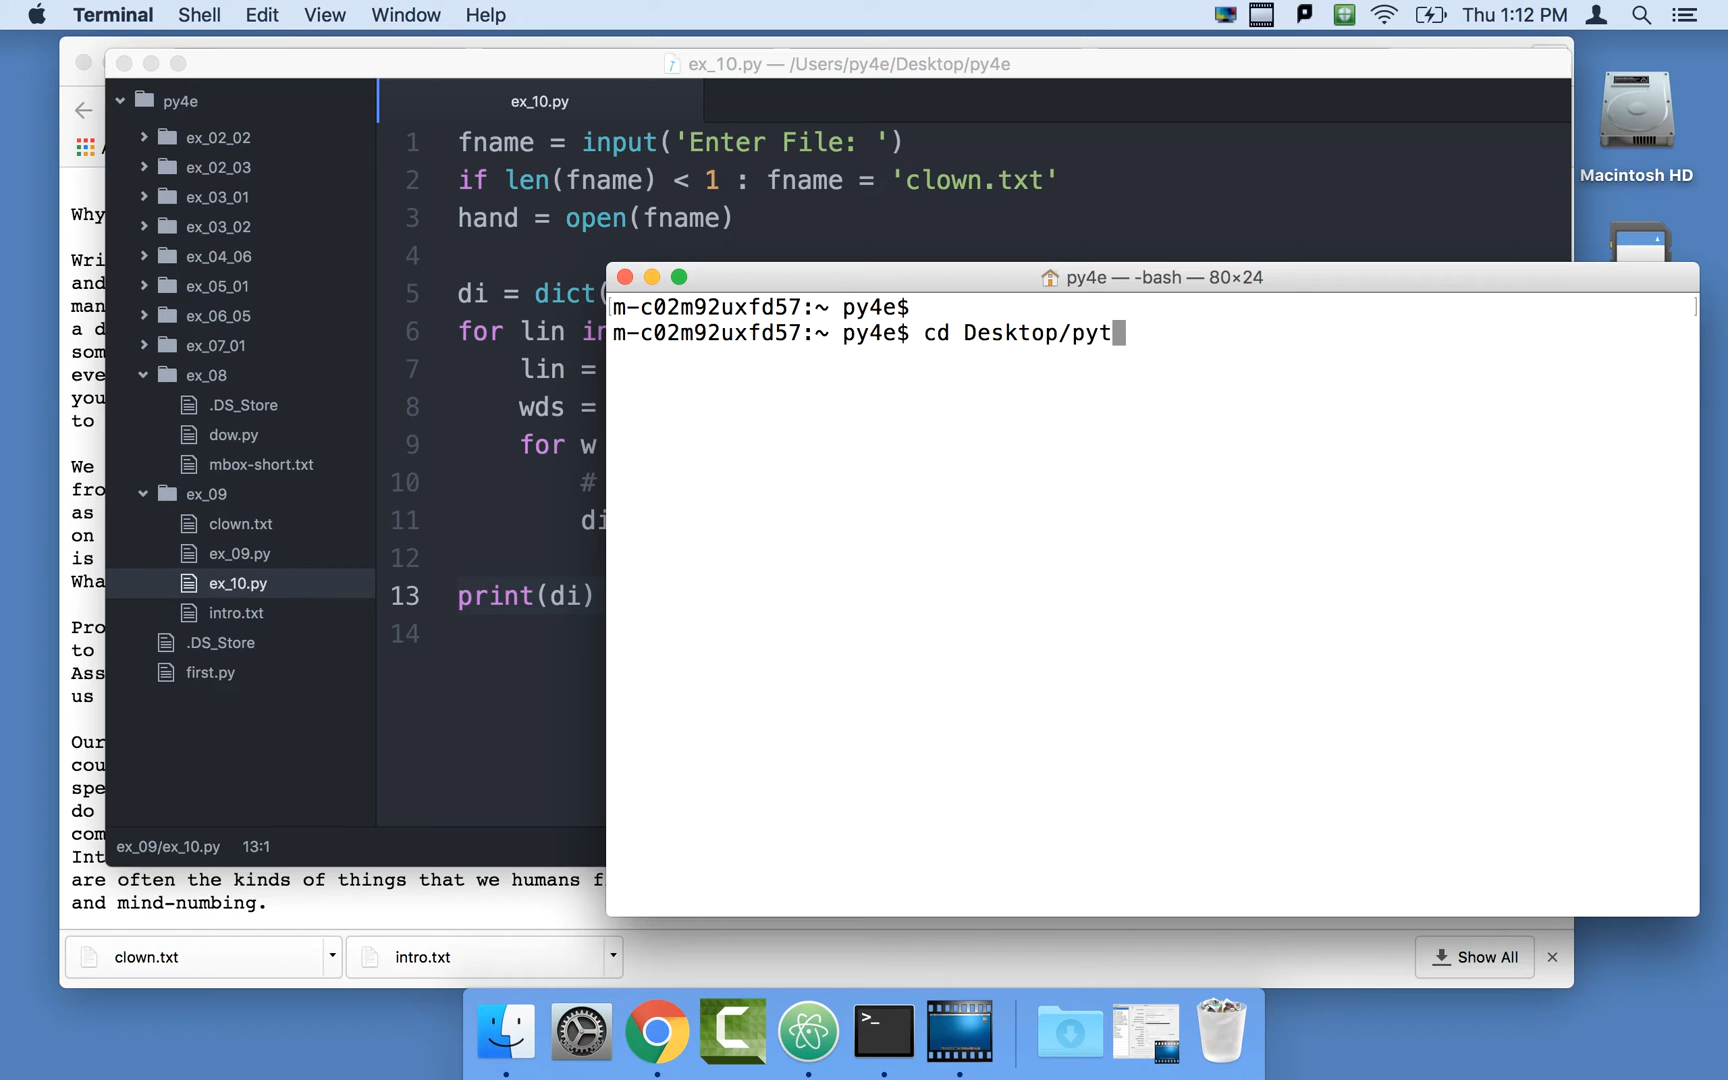 Terminal Shell Edit View Window Help Thu 1:12 PM
ex_10.py — /Users/py4e/Desktop/py4e
py4e
ex_02_02
ex_02_03
ex_03_01
ex_03_02
ex_04_06
ex_05_01
ex_06_05
ex_07_01
ex_08
.DS_Store
dow.py
mbox-short.txt
ex_09
clown.txt
ex_09.py
ex_10.py
intro.txt
.DS_Store
first.py
ex_09/ex_10.py 13:1
ex_10.py
1 fname = input('Enter File: ')
2 if len(fname) < 1 : fname = 'clown.txt'
3 hand = open(fname)
4
5 di = dict(
6 for lin in
7 lin =
8 wds =
9 for w
10 #
11 di
12
13 print(di)
14
py4e — -bash — 80×24
m-c02m92uxfd57:~ py4e$
m-c02m92uxfd57:~ py4e$ cd Desktop/pyt
Macintosh HD
Why
Wri
and
man
a d
som
eve
you
to
We
fro
as
on
is
Wha
Pro
to
Ass
us
Our
cou
spe
do
com
Int
are often the kinds of things that we humans f
and mind-numbing.
clown.txt
intro.txt
Show All